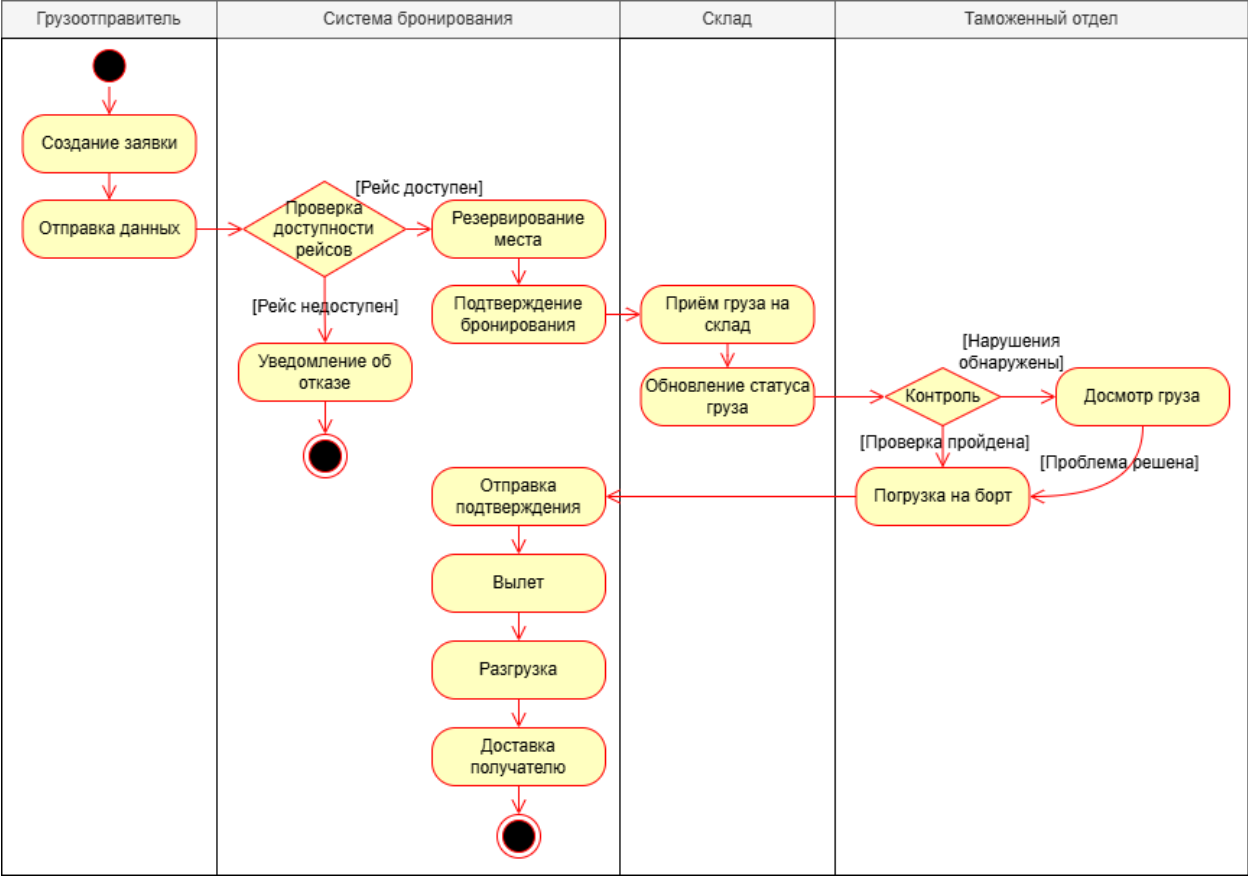 Грузоотправитель
Система бронирования
Склад
Таможенный отдел
Создание заявки
Отправка данных
Проверка
доступности
рейсов
[Рейс доступен]
Резервирование
места
[Рейс недоступен]
Подтверждение
бронирования
Уведомление об
отказе
Приём груза на
склад
Обновление статуса
груза
Контроль
[Нарушения
обнаружены]
Досмотр груза
[Проверка пройдена]
[Проблема решена]
Погрузка на борт
Отправка
подтверждения
Вылет
Разгрузка
Доставка
получателю